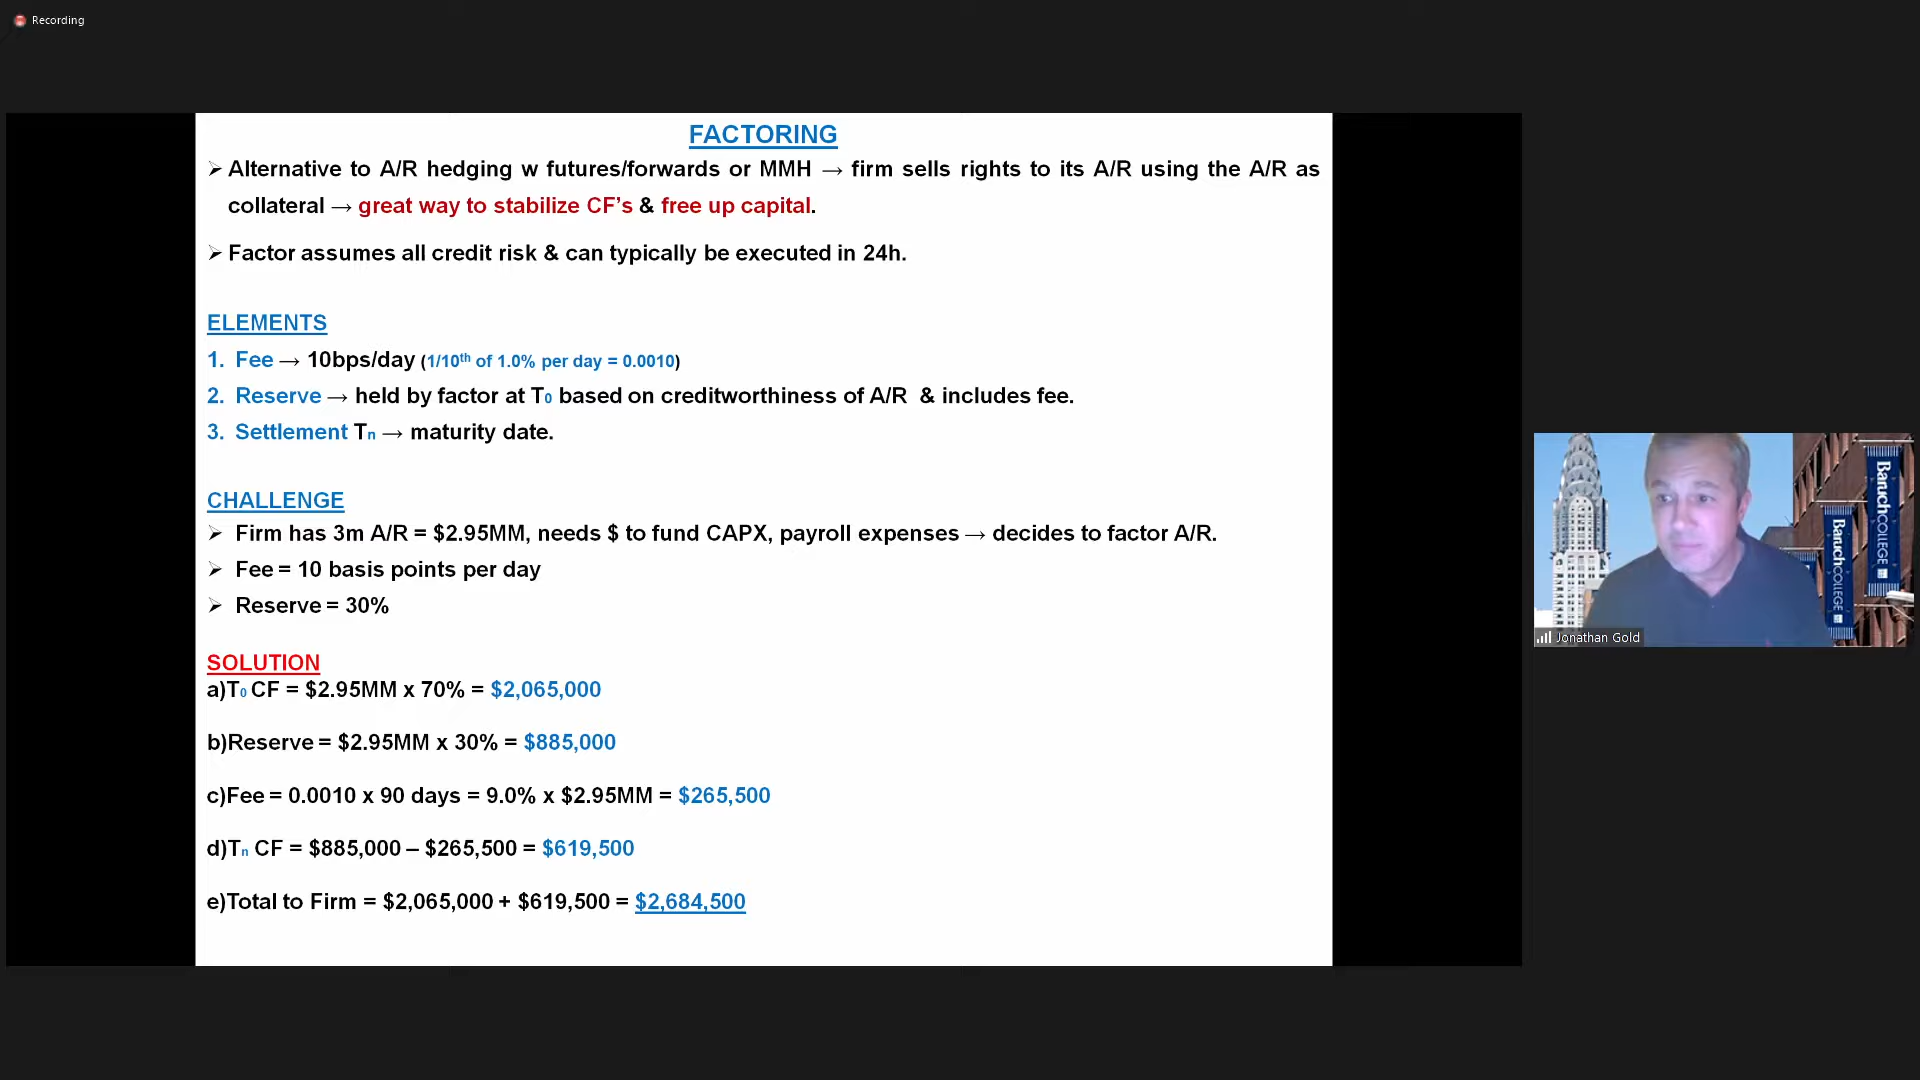 Recording
FACTORING
➢ Alternative to A/R hedging w futures/forwards or MMH → firm sells rights to its A/R using the A/R as
collateral → great way to stabilize CF's & free up capital.
➢ Factor assumes all credit risk & can typically be executed in 24h.
ELEMENTS
1. Fee → 10bps/day (1/10th of 1.0% per day = 0.0010)
2. Reserve → held by factor at T0 based on creditworthiness of A/R & includes fee.
3. Settlement Tn → maturity date.
CHALLENGE
➢ Firm has 3m A/R = $2.95MM, needs $ to fund CAPX, payroll expenses → decides to factor A/R.
➢ Fee = 10 basis points per day
➢ Reserve = 30%
SOLUTION
a)T0 CF = $2.95MM x 70% = $2,065,000
b)Reserve = $2.95MM x 30% = $885,000
c)Fee = 0.0010 x 90 days = 9.0% x $2.95MM = $265,500
d)Tn CF = $885,000 – $265,500 = $619,500
e)Total to Firm = $2,065,000 + $619,500 = $2,684,500
Baruch COLLEGE
Baruch COLLEGE
Jonathan Gold